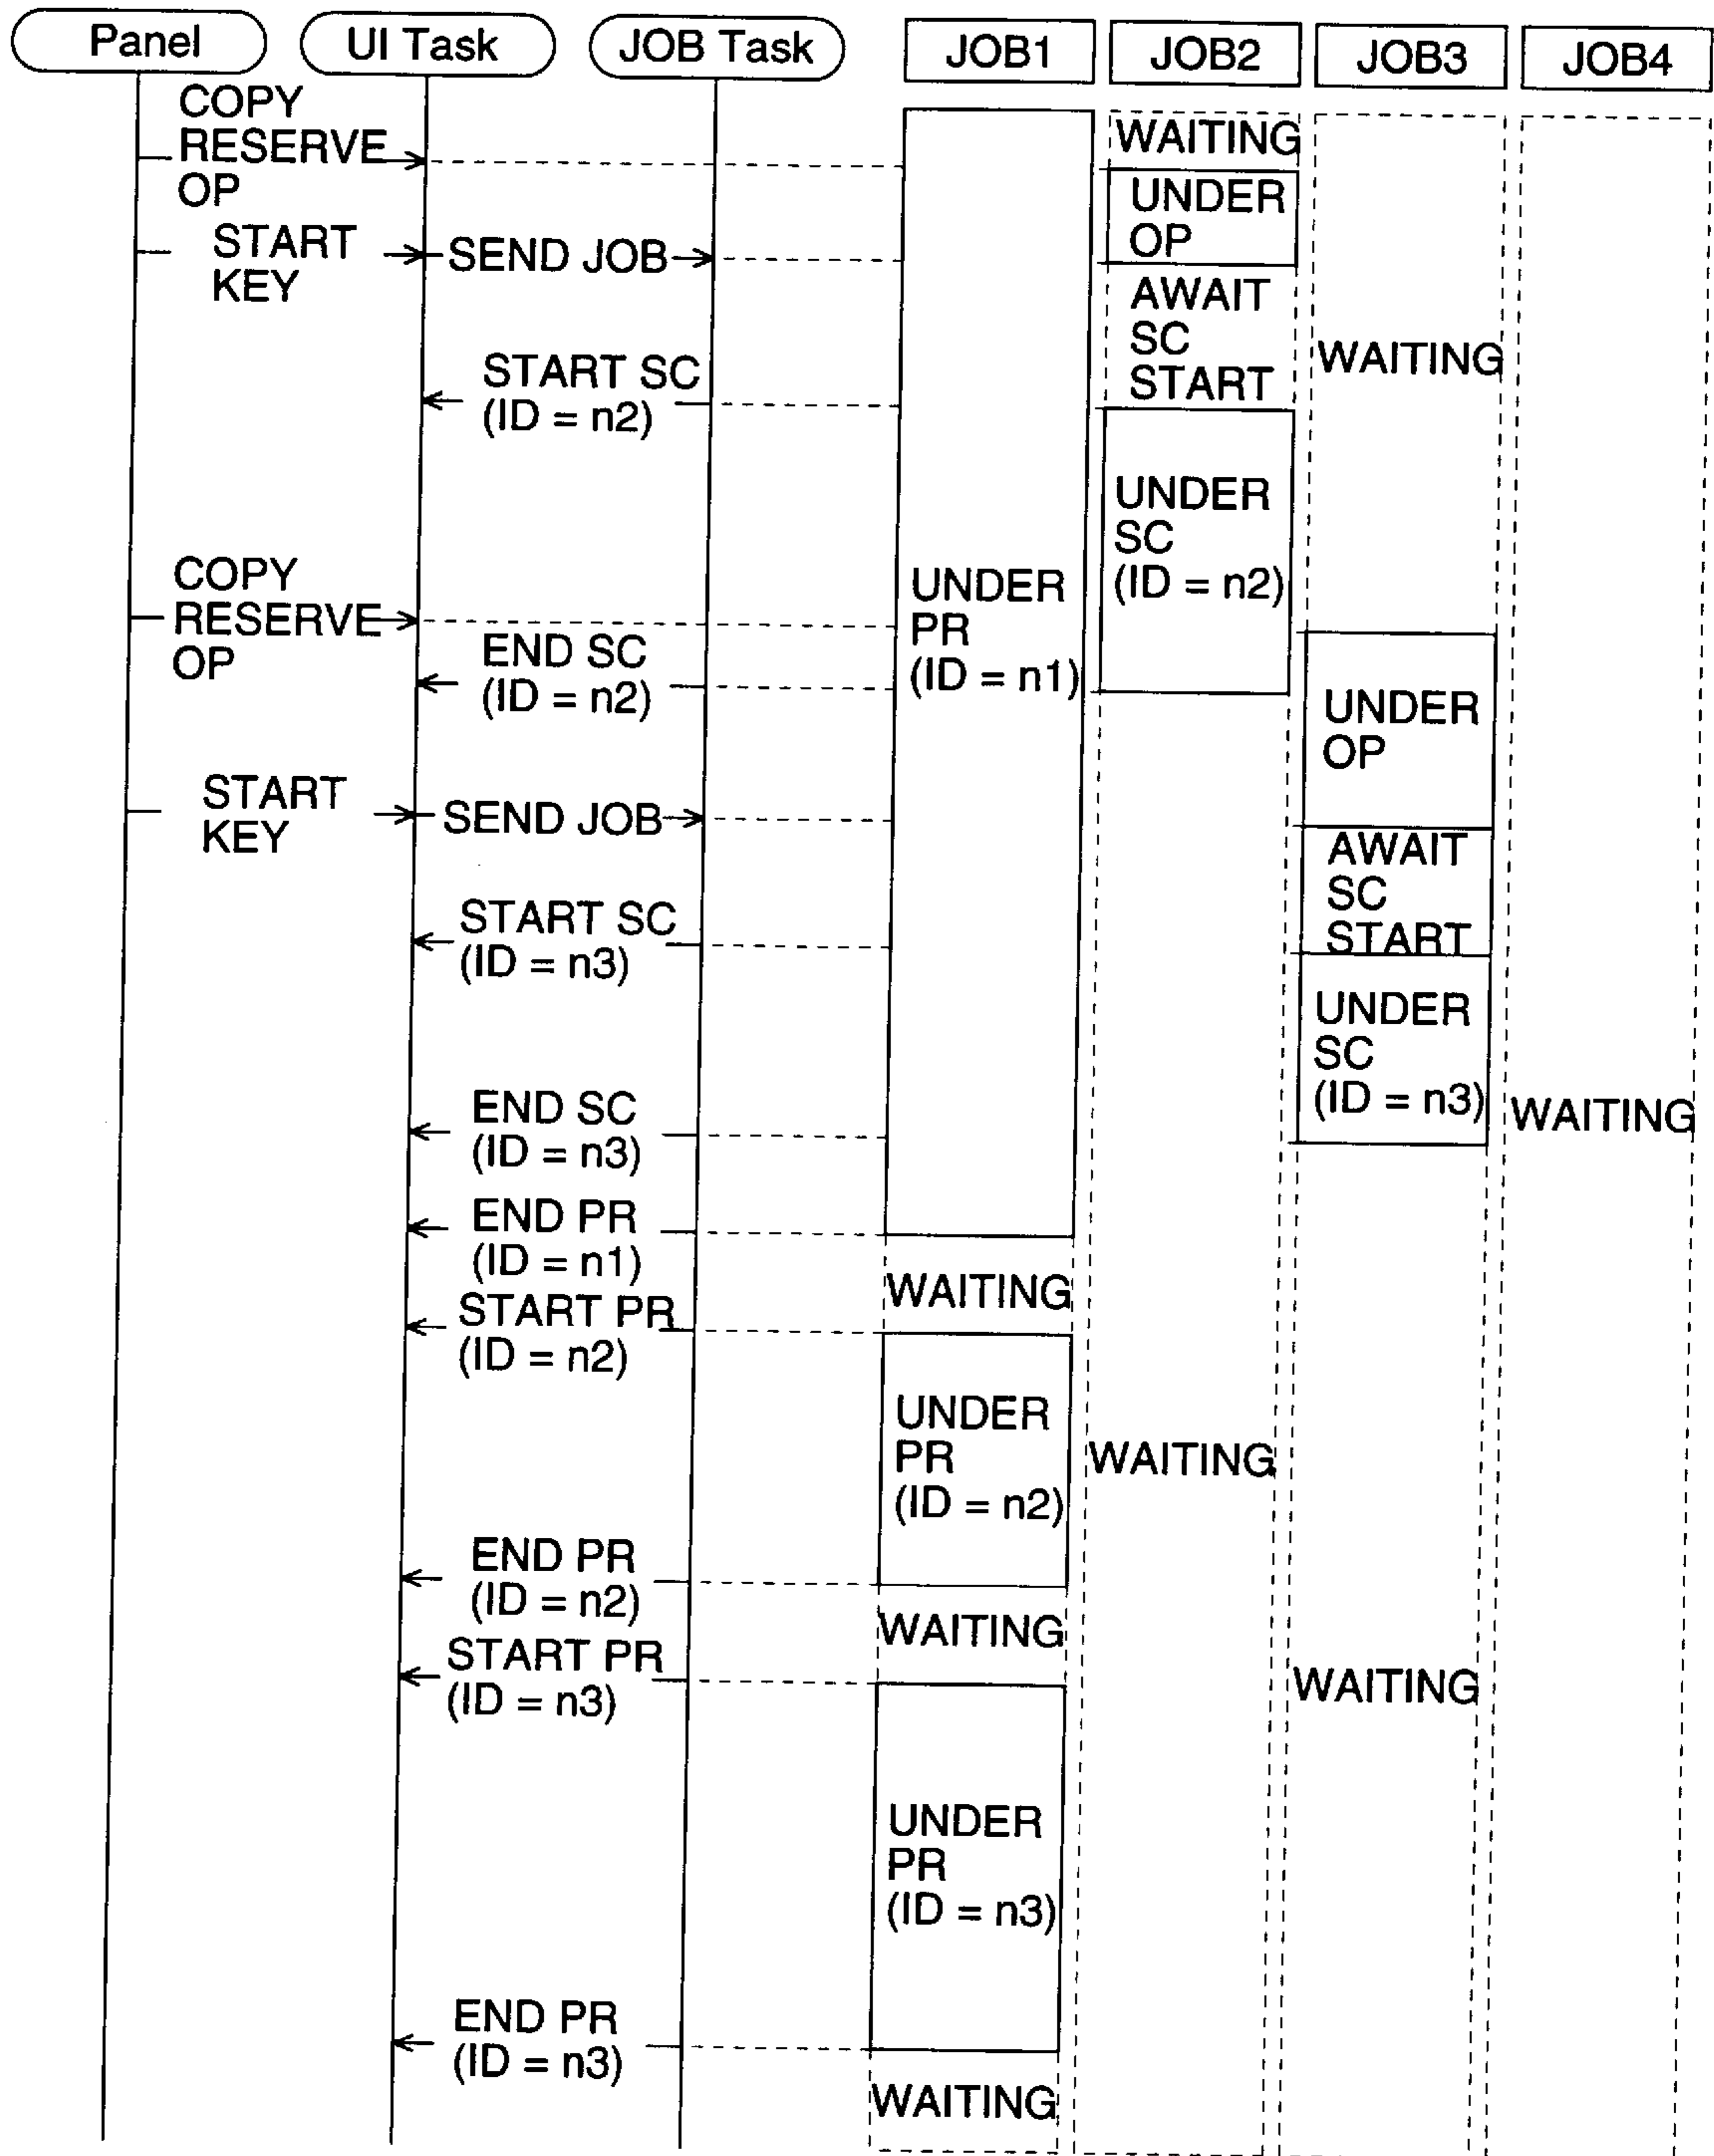 Panel
UI Task
JOB Task
JOB1
JOB2
JOB3
JOB4
COPY
RESERVE
OP
WAITING
UNDER
OP
START
KEY
SEND JOB
AWAIT
SC
START
WAITING
START SC
(ID = n2)
UNDER
SC
(ID = n2)
COPY
RESERVE
OP
UNDER
PR
(ID = n1)
END SC
(ID = n2)
UNDER
OP
START
KEY
SEND JOB
AWAIT
SC
START
START SC
(ID = n3)
UNDER
SC
(ID = n3)
WAITING
END SC
(ID = n3)
END PR
(ID = n1)
WAITING
START PR
(ID = n2)
UNDER
PR
(ID = n2)
WAITING
END PR
(ID = n2)
WAITING
START PR
(ID = n3)
WAITING
UNDER
PR
(ID = n3)
END PR
(ID = n3)
WAITING